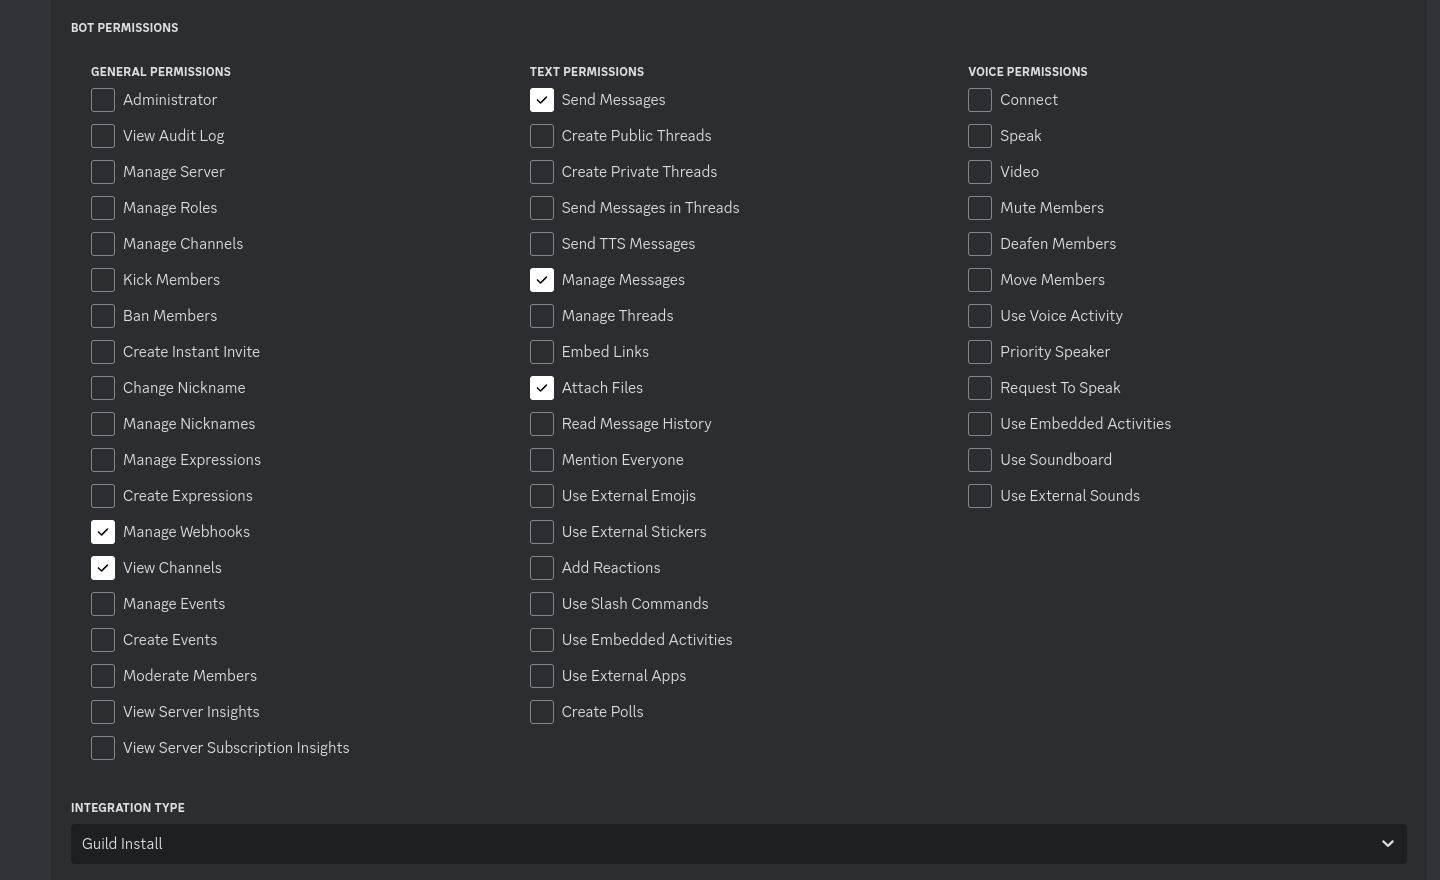 BOT PERMISSIONS
GENERAL PERMISSIONS
Administrator
View Audit Log
Manage Server
Manage Roles
Manage Channels
Kick Members
Ban Members
Create Instant Invite
Change Nickname
Manage Nicknames
Manage Expressions
Create Expressions
Manage Webhooks
View Channels
Manage Events
Create Events
Moderate Members
View Server Insights
View Server Subscription Insights
TEXT PERMISSIONS
Send Messages
Create Public Threads
Create Private Threads
Send Messages in Threads
Send TTS Messages
Manage Messages
Manage Threads
Embed Links
Attach Files
Read Message History
Mention Everyone
Use External Emojis
Use External Stickers
Add Reactions
Use Slash Commands
Use Embedded Activities
Use External Apps
Create Polls
VOICE PERMISSIONS
Connect
Speak
Video
Mute Members
Deafen Members
Move Members
Use Voice Activity
Priority Speaker
Request To Speak
Use Embedded Activities
Use Soundboard
Use External Sounds
INTEGRATION TYPE
Guild Install